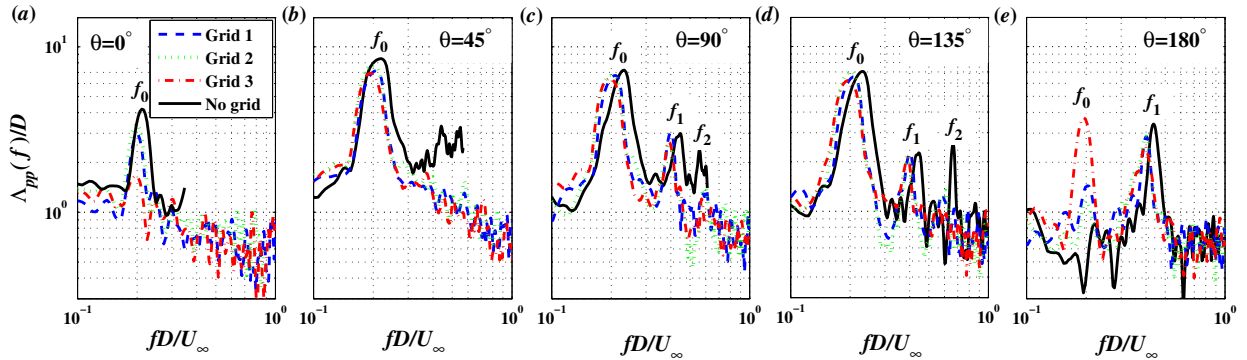 (a)
θ=0°
Grid 1
Grid 2
Grid 3
No grid
f0
Λpp(f)/D
10^1
10^0
10^-1
10^0
fD/U∞
(b)
f0
θ=45°
10^-1
10^0
fD/U∞
(c)
f0
θ=90°
f1
f2
10^-1
10^0
fD/U∞
(d)
f0
θ=135°
f1
f2
10^-1
10^0
fD/U∞
(e)
θ=180°
f0
f1
10^-1
10^0
fD/U∞